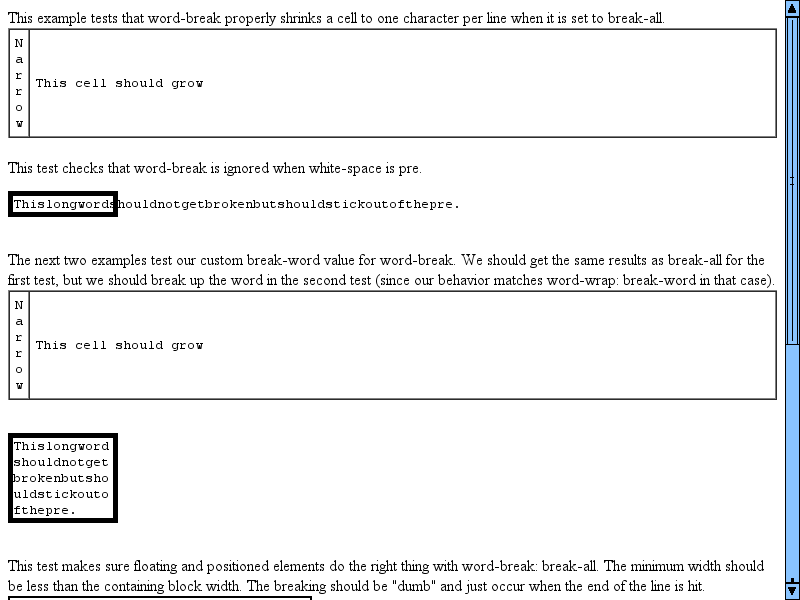 This example tests that word-break properly shrinks a cell to one character per line when it is set to break-all.
N
a
r
r
o
w
This cell should grow
This test checks that word-break is ignored when white-space is pre.
Thislongwordshouldnotgetbrokenbutshouldstickoutofthepre.
The next two examples test our custom break-word value for word-break. We should get the same results as break-all for the
first test, but we should break up the word in the second test (since our behavior matches word-wrap: break-word in that case).
N
a
r
r
o
w
This cell should grow
Thislongword
shouldnotget
brokenbutsho
uldstickouto
fthepre.
This test makes sure floating and positioned elements do the right thing with word-break: break-all. The minimum width should
be less than the containing block width. The breaking should be "dumb" and just occur when the end of the line is hit.